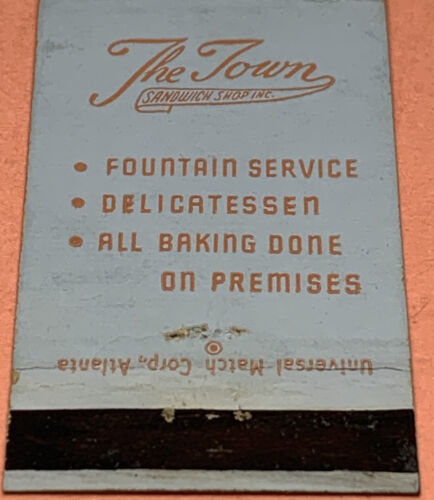 The Town
SANDWICH SHOP INC.
• FOUNTAIN SERVICE
• DELICATESSEN
• ALL BAKING DONE
ON PREMISES
Universal Match Corp., Atlanta